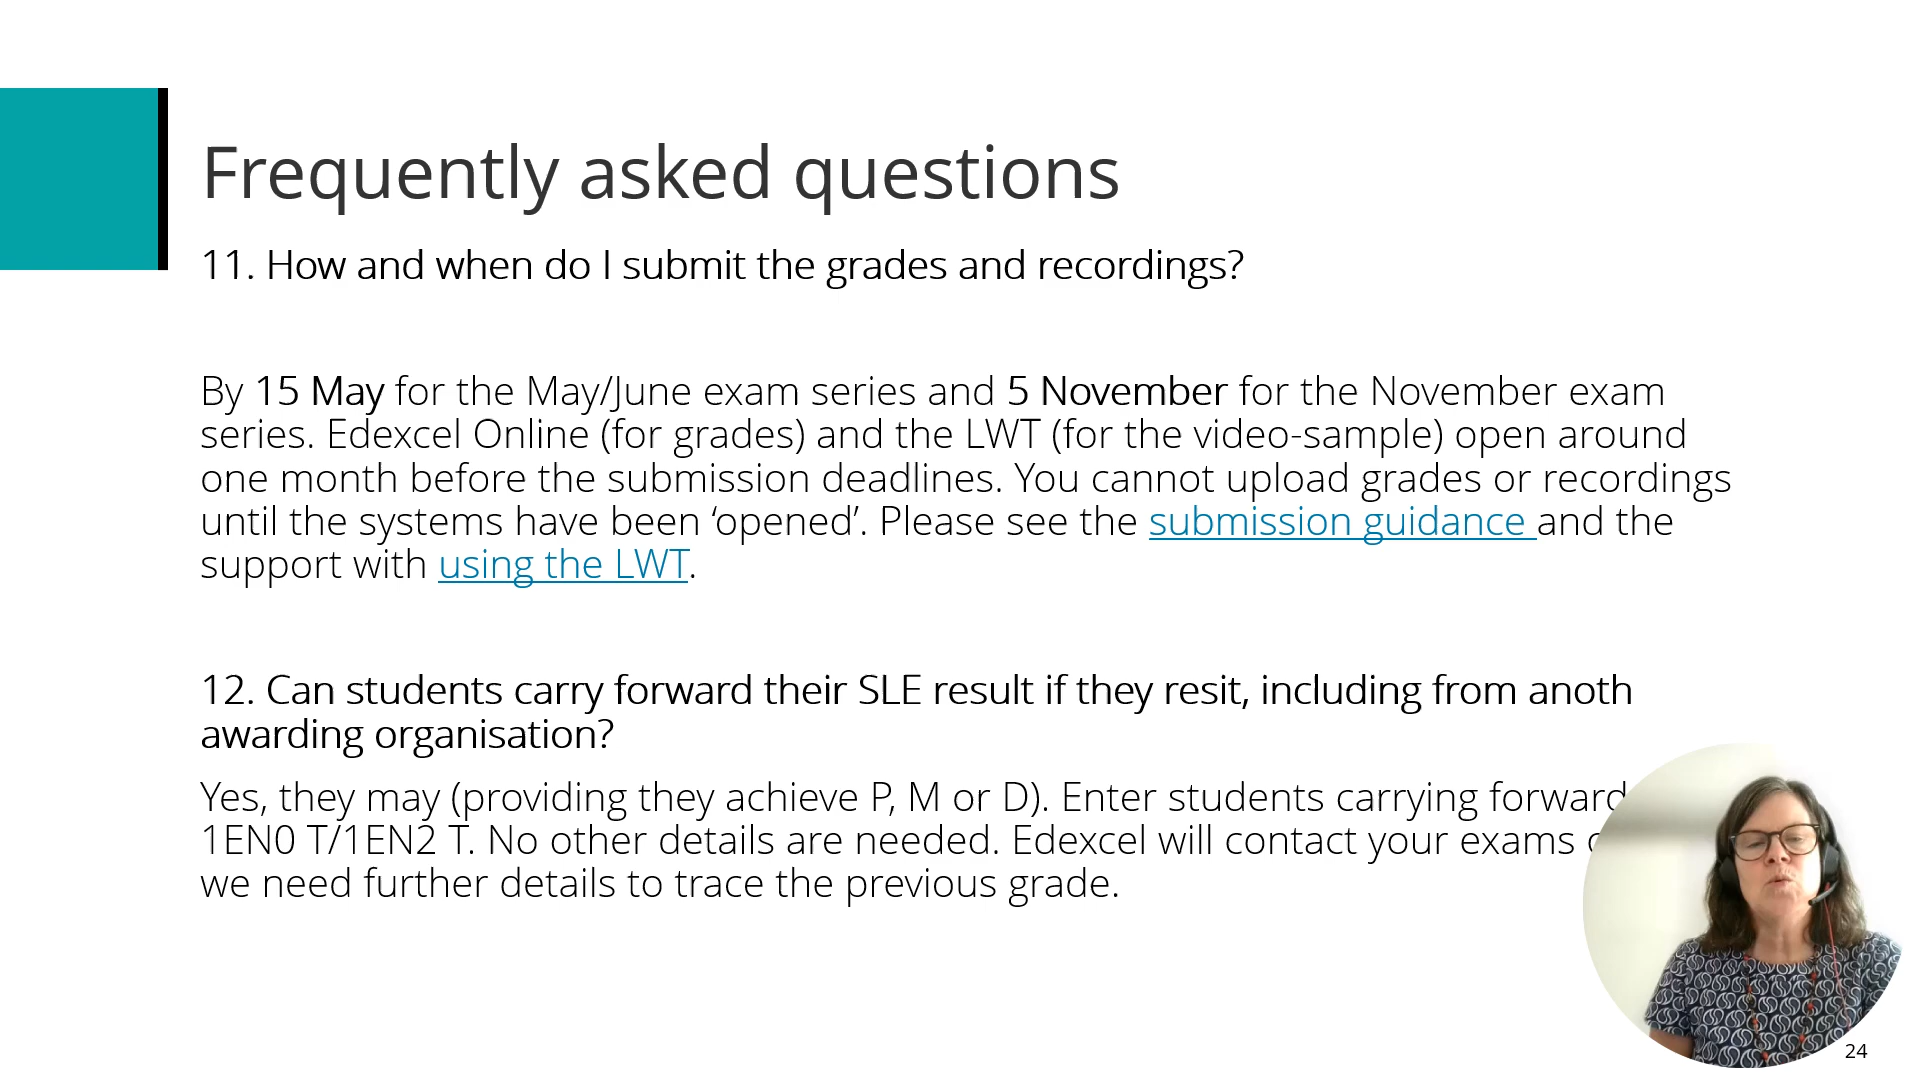 Frequently asked questions
11. How and when do I submit the grades and recordings?
By 15 May for the May/June exam series and 5 November for the November exam
series. Edexcel Online (for grades) and the LWT (for the video-sample) open around
one month before the submission deadlines. You cannot upload grades or recordings
until the systems have been ‘opened’. Please see the submission guidance and the
support with using the LWT.
12. Can students carry forward their SLE result if they resit, including from anoth
awarding organisation?
Yes, they may (providing they achieve P, M or D). Enter students carrying forward
1EN0 T/1EN2 T. No other details are needed. Edexcel will contact your exams
we need further details to trace the previous grade.
24